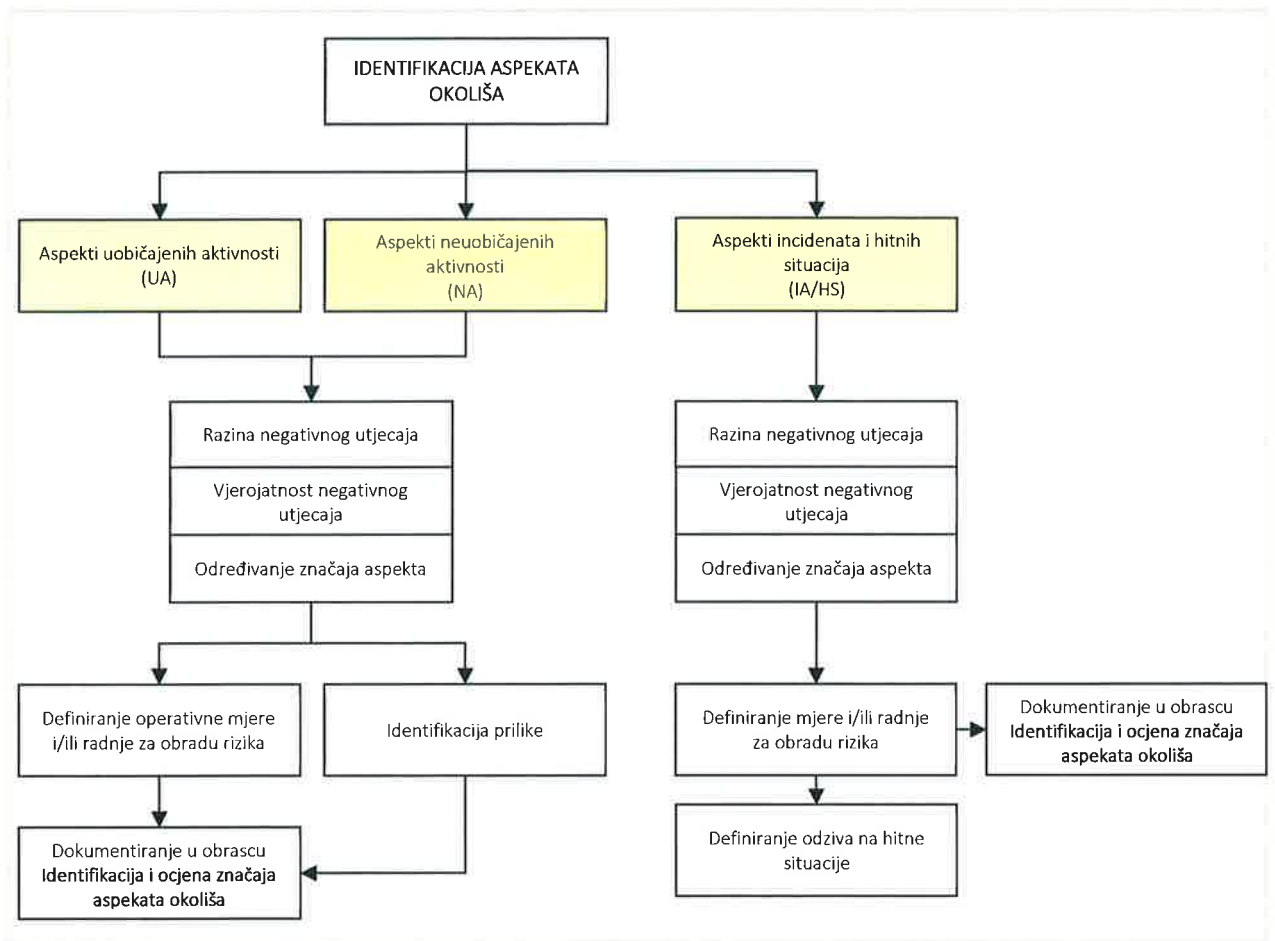 IDENTIFIKACIJA ASPEKATA
OKOLIŠA
Aspekti uobičajenih aktivnosti
(UA)
Aspekti neuobičajenih
aktivnosti
(NA)
Aspekti incidenata i hitnih
situacija
(IA/HS)
Razina negativnog utjecaja
Vjerojatnost negativnog
utjecaja
Određivanje značaja aspekta
Razina negativnog utjecaja
Vjerojatnost negativnog
utjecaja
Određivanje značaja aspekta
Definiranje operativne mjere
i/ili radnje za obradu rizika
Identifikacija prilike
Definiranje mjere i/ili radnje
za obradu rizika
Dokumentiranje u obrascu
Identifikacija i ocjena značaja
aspekata okoliša
Dokumentiranje u obrascu
Identifikacija i ocjena značaja
aspekata okoliša
Definiranje odziva na hitne
situacije